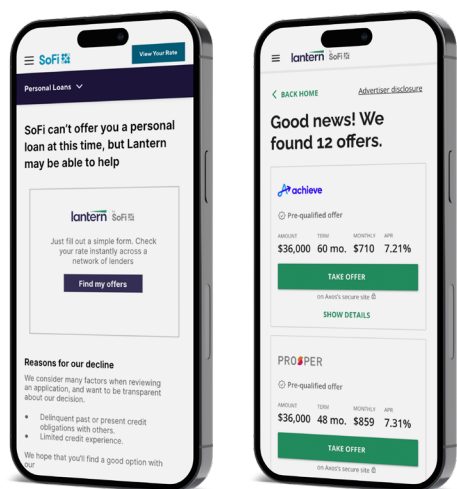 SoFi
View Your Rate
Personal Loans
SoFi can't offer you a personal
loan at this time, but Lantern
may be able to help
lantern by SoFi
Just fill out a simple form. Check
your rate instantly across a
network of lenders
Find my offers
Reasons for our decline
We consider many factors when reviewing
an application, and want to be transparent
about our decision.
• Delinquent past or present credit
obligations with others.
• Limited credit experience.
We hope that you'll find a good option with
our
lantern SoFi
BACK HOME
Advertiser disclosure
Good news! We
found 12 offers.
achieve
Pre-qualified offer
AMOUNT TERM MONTHLY APR
$36,000 60 mo. $710 7.21%
TAKE OFFER
on Axos's secure site
SHOW DETAILS
PROSPER
Pre-qualified offer
AMOUNT TERM MONTHLY APR
$36,000 48 mo. $859 7.31%
TAKE OFFER
on Axos's secure site